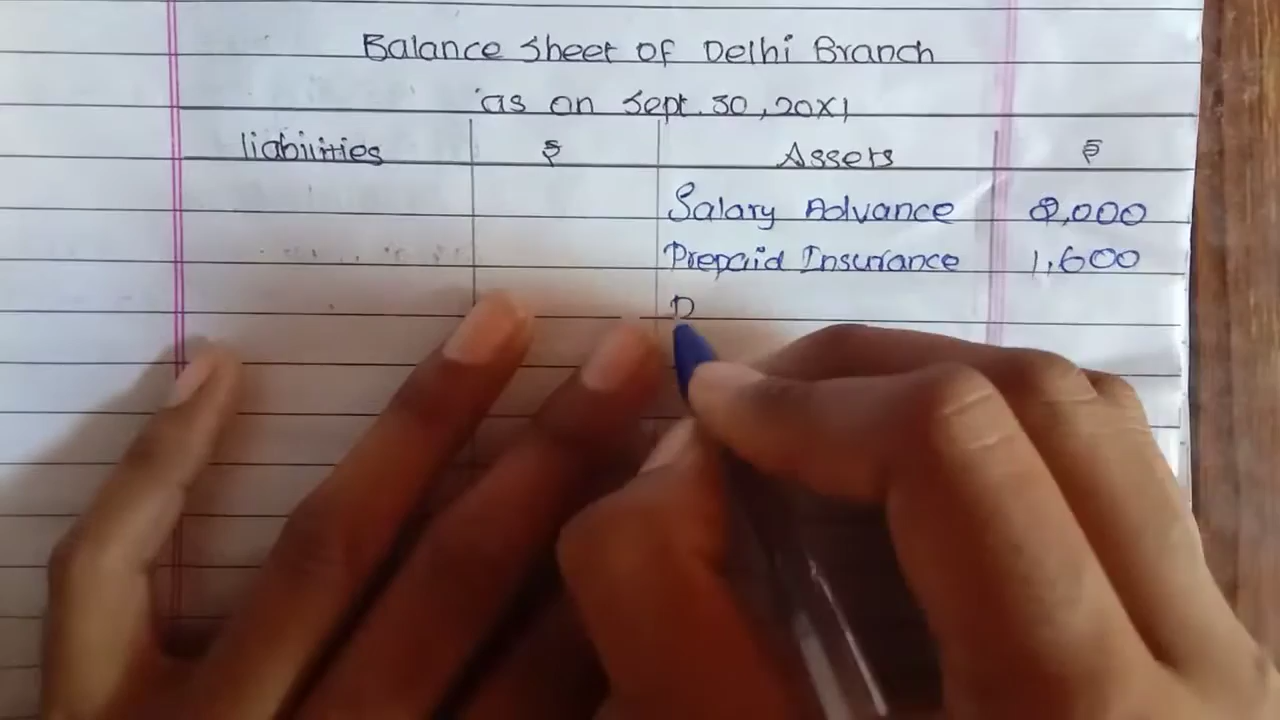 Balance Sheet of Delhi Branch
as on Sept. 30, 20X1
liabilities ₹ Assets ₹
Salary Advance 2,000
Prepaid Insurance 1,600